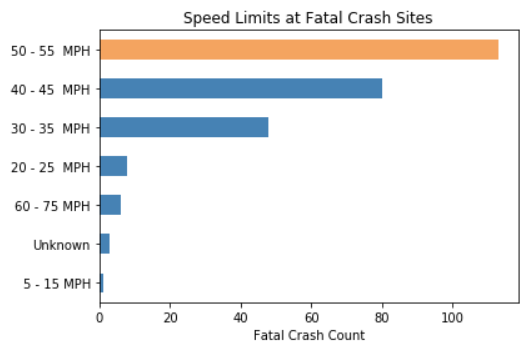 Speed Limits at Fatal Crash Sites
50 - 55  MPH
40 - 45  MPH
30 - 35  MPH
20 - 25  MPH
60 - 75 MPH
Unknown
5 - 15 MPH
0 20 40 60 80 100
Fatal Crash Count